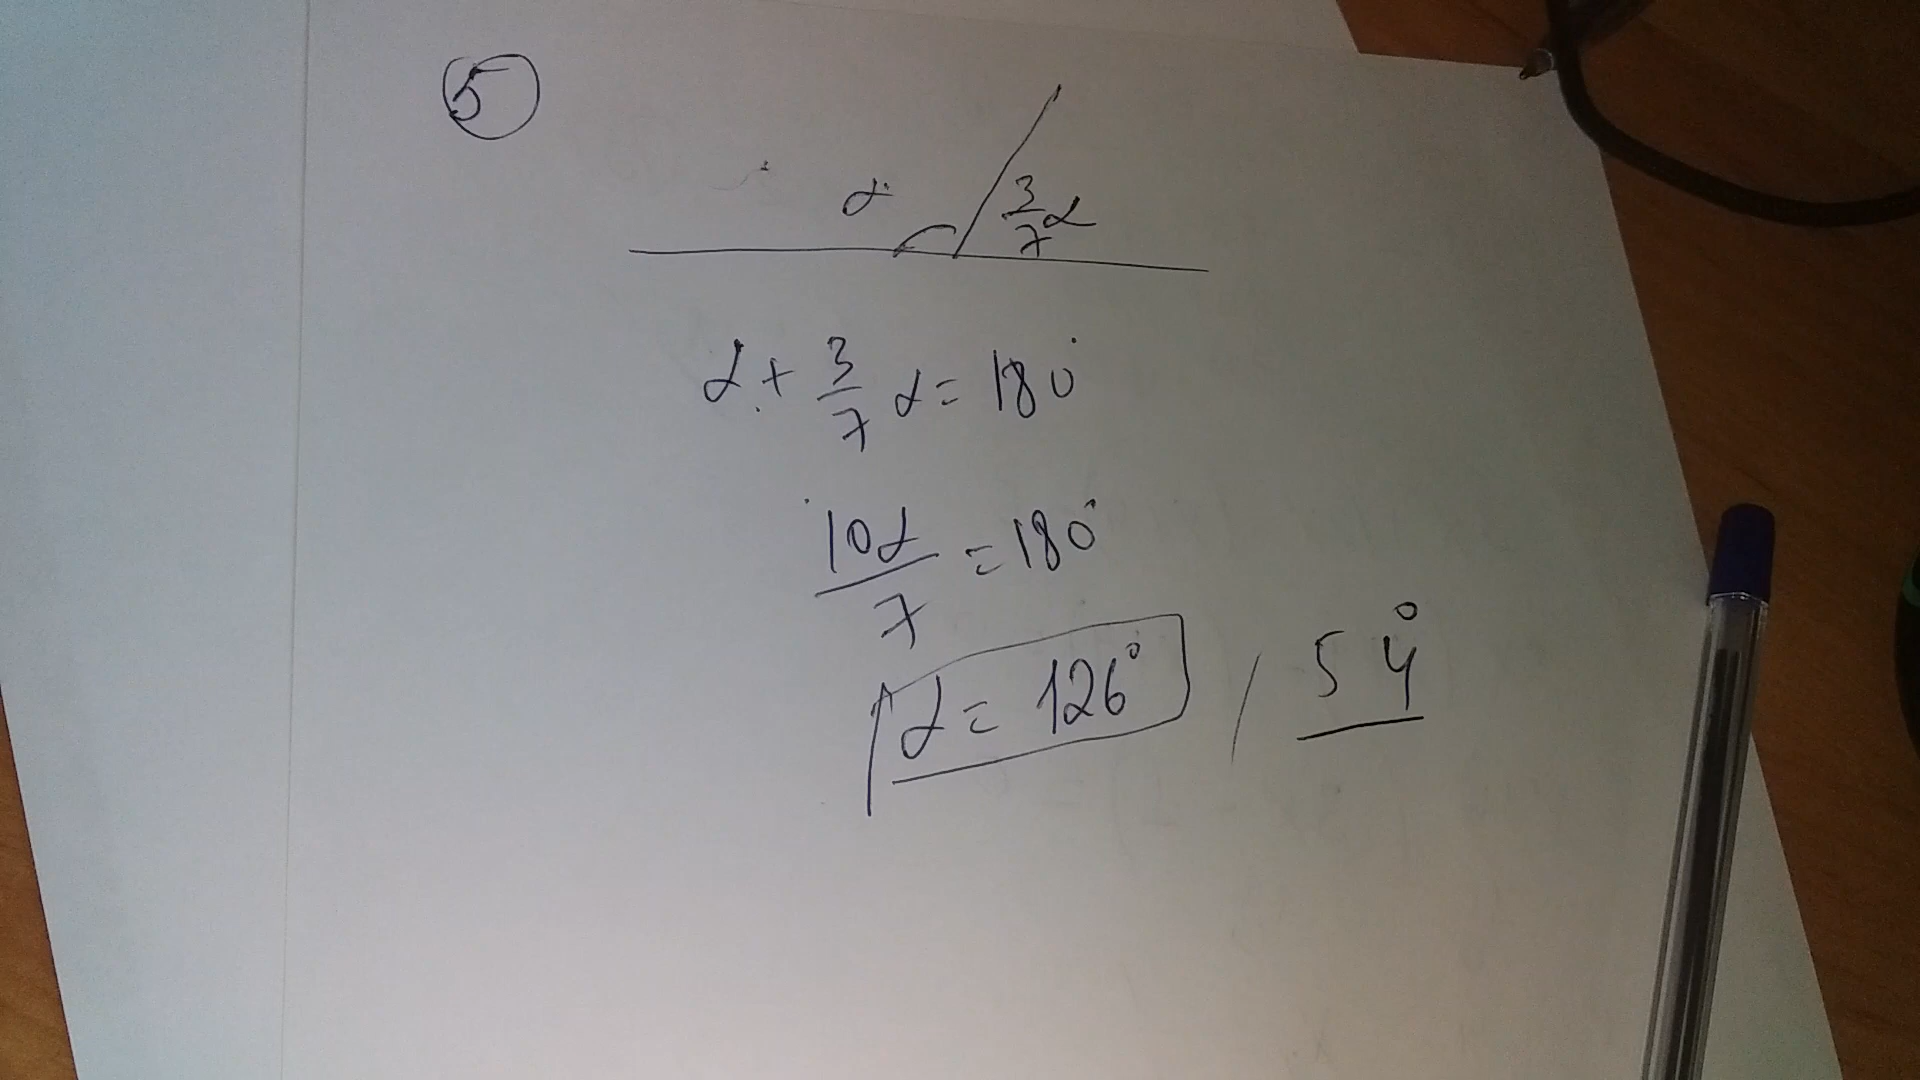 5
α 3/7 α
α + 3/7 α = 180°
10α/7 = 180°
α = 126° / 54°